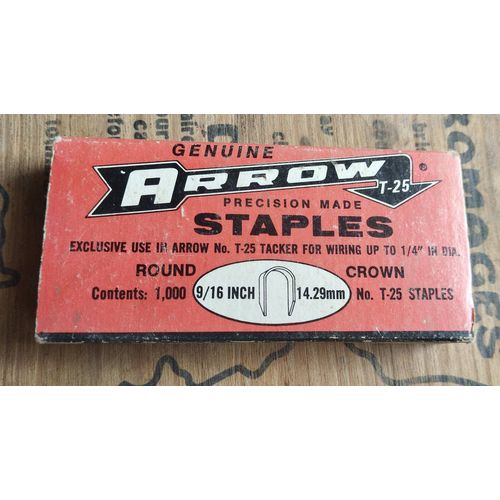 GENUINE
ARROW ®
T-25
PRECISION MADE
STAPLES
EXCLUSIVE USE IN ARROW No. T-25 TACKER FOR WIRING UP TO 1/4" IN DIA.
ROUND CROWN
Contents: 1,000 9/16 INCH 14.29mm No. T-25 STAPLES